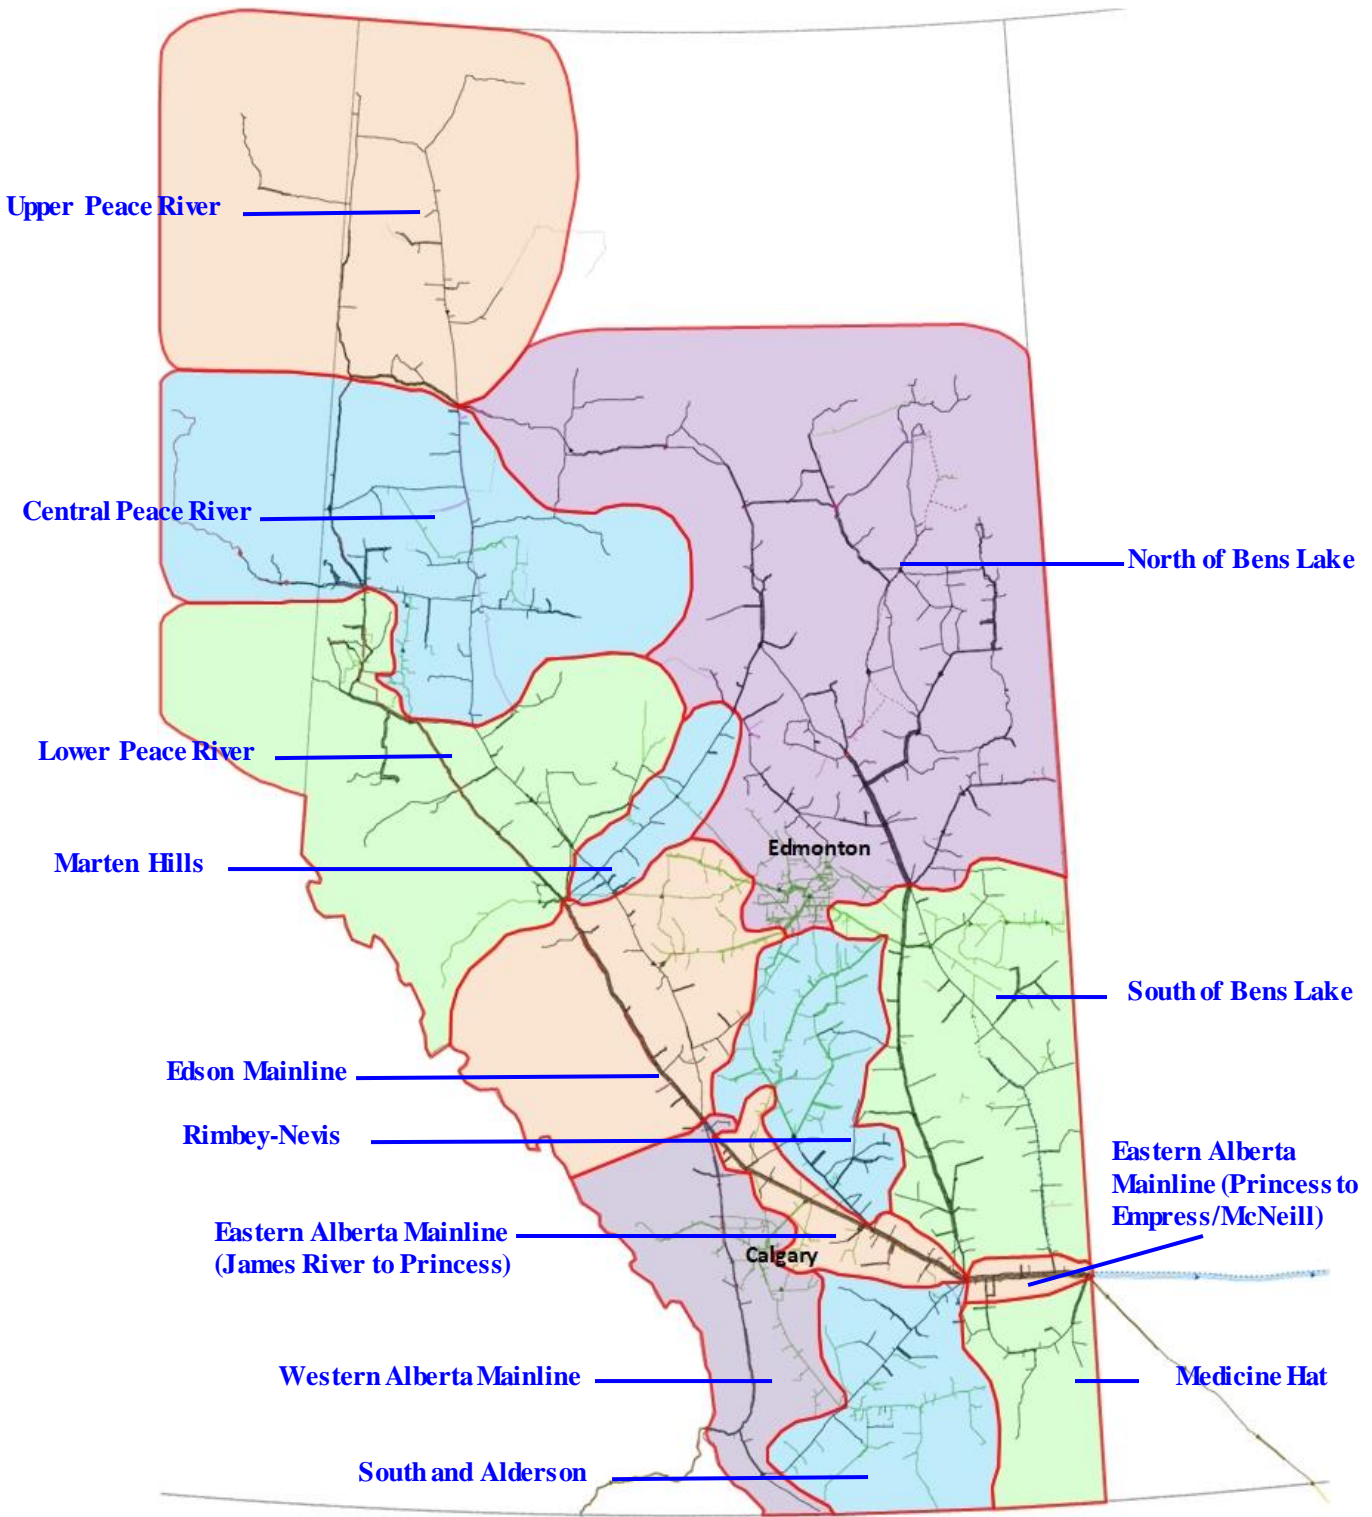 Upper Peace River
Central Peace River
North of Bens Lake
Lower Peace River
Edmonton
Marten Hills
South of Bens Lake
Edson Mainline
Rimbey-Nevis
Eastern Alberta
Mainline (Princess to
Empress/McNeill)
Eastern Alberta Mainline
(James River to Princess)
Calgary
Western Alberta Mainline
Medicine Hat
South and Alderson